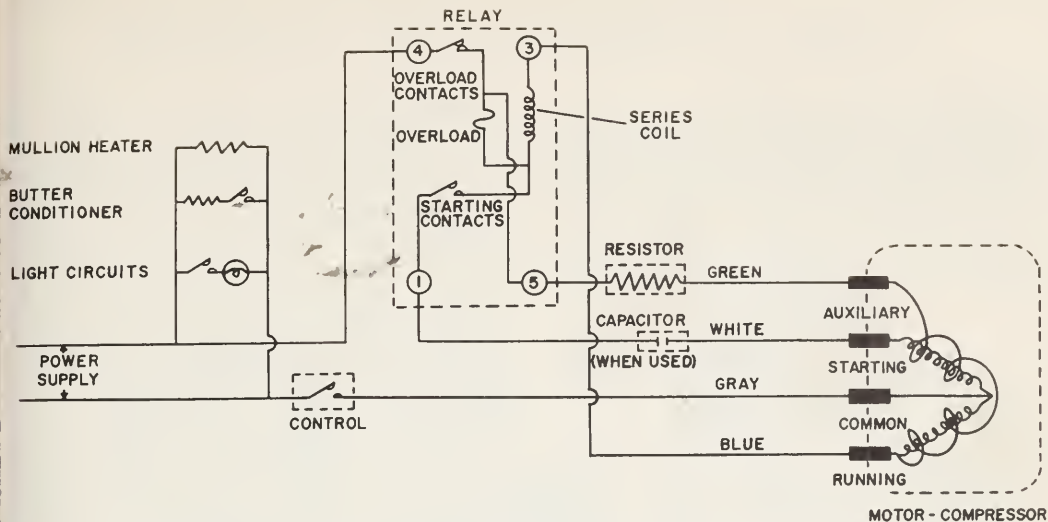 RELAY
4
3
OVERLOAD
CONTACTS
OVERLOAD
SERIES
COIL
MULLION HEATER
BUTTER
CONDITIONER
LIGHT CIRCUITS
STARTING
CONTACTS
1
5
RESISTOR
GREEN
AUXILIARY
CAPACITOR
WHITE
(WHEN USED)
STARTING
POWER
SUPPLY
CONTROL
GRAY
COMMON
BLUE
RUNNING
MOTOR - COMPRESSOR